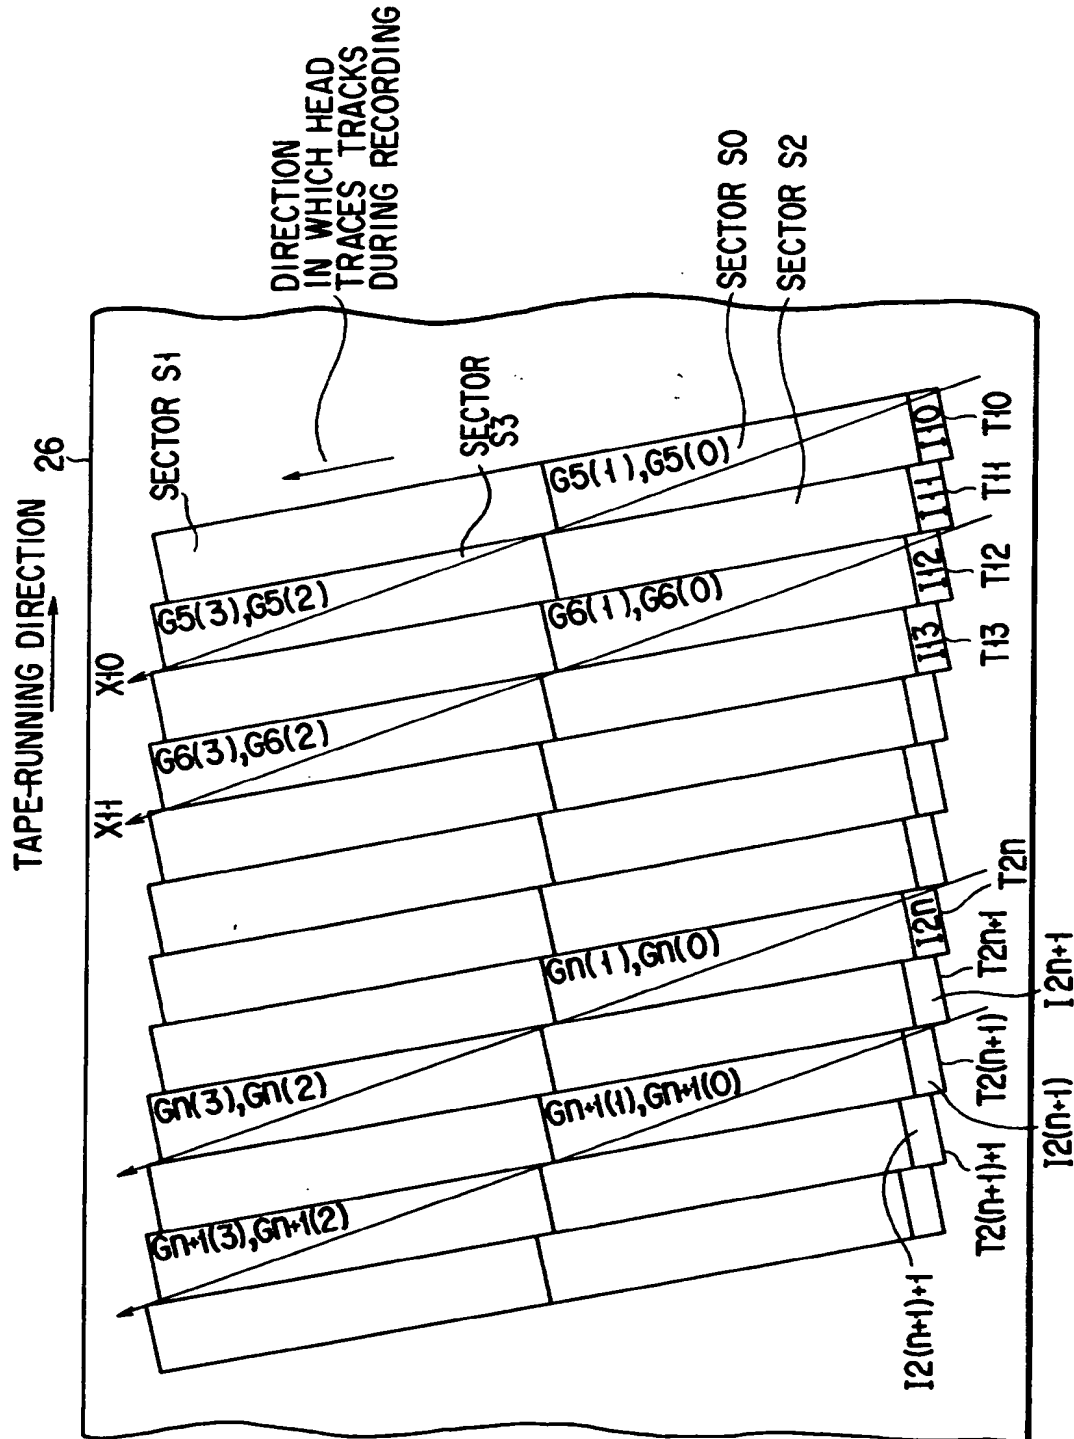 TAPE-RUNNING DIRECTION
26
DIRECTION
IN WHICH HEAD
TRACES TRACKS
DURING RECORDING
SECTOR S1
SECTOR
S3
SECTOR S0
SECTOR S2
X10
X11
G5(3),G5(2)
G5(1),G5(0)
G6(3),G6(2)
G6(1),G6(0)
Gn(3),Gn(2)
Gn(1),Gn(0)
Gn+1(3),Gn+1(2)
Gn+1(1),Gn+1(0)
I10
I11
I12
I13
I2n
T10
T11
T12
T13
T2n
T2n+1
I2n+1
T2(n+1)
I2(n+1)
T2(n+1)+1
I2(n+1)+1